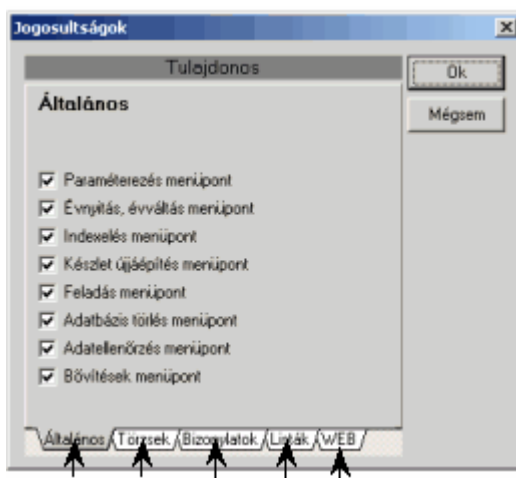 Jogosultságok
Tulajdonos
Ok
Általános
Mégsem
Paraméterezés menüpont
Évnyitás, évváltás menüpont
Indexelés menüpont
Készlet újjáépítés menüpont
Feladás menüpont
Adatbázis törlés menüpont
Adatellenőrzés menüpont
Bővítések menüpont
Általános Törzsek Bizonylatok Listák WEB